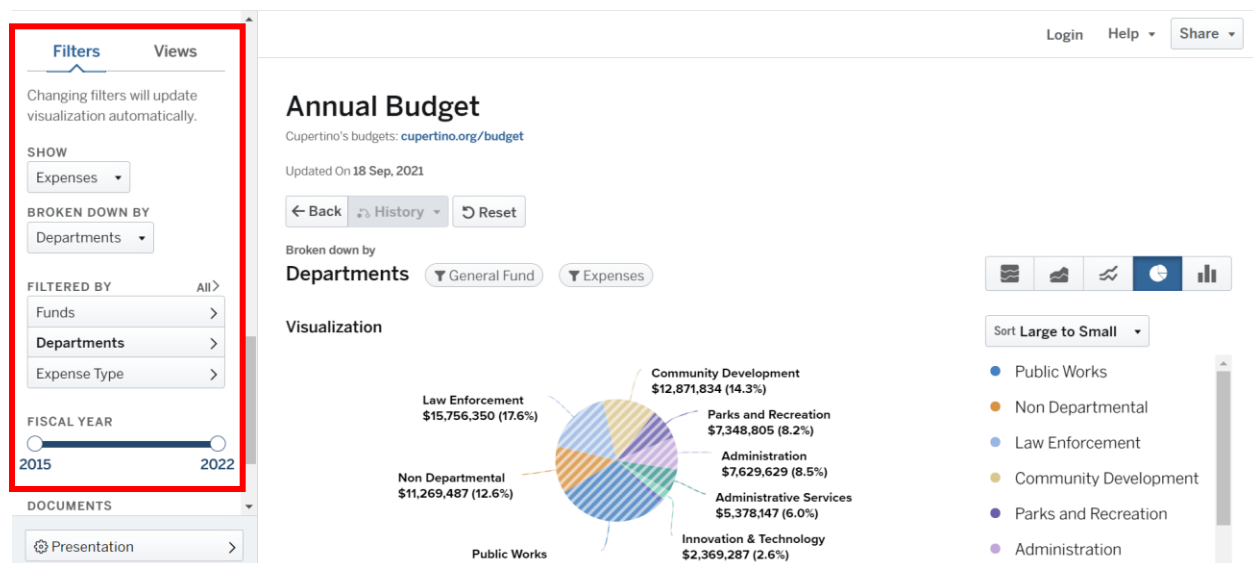 Filters Views
Changing filters will update
visualization automatically.
SHOW
Expenses
BROKEN DOWN BY
Departments
FILTERED BY All
Funds
Departments
Expense Type
FISCAL YEAR
2015 2022
DOCUMENTS
Presentation
Login Help Share
Annual Budget
Cupertino's budgets: cupertino.org/budget
Updated On 18 Sep, 2021
Back History Reset
Broken down by
Departments General Fund Expenses
Visualization
Community Development
$12,871,834 (14.3%)
Law Enforcement
$15,756,350 (17.6%)
Parks and Recreation
$7,348,805 (8.2%)
Administration
$7,629,629 (8.5%)
Non Departmental
$11,269,487 (12.6%)
Administrative Services
$5,378,147 (6.0%)
Innovation & Technology
$2,369,287 (2.6%)
Public Works
Sort Large to Small
Public Works
Non Departmental
Law Enforcement
Community Development
Parks and Recreation
Administration